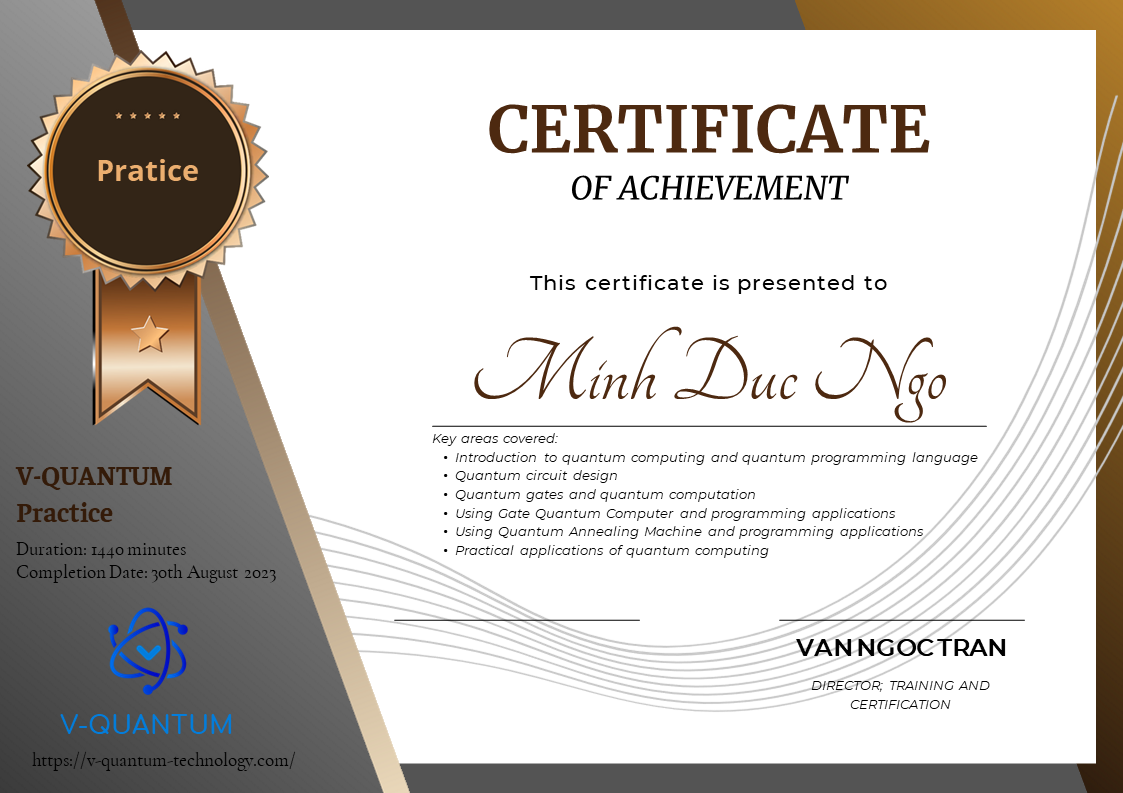 Pratice
CERTIFICATE
OF ACHIEVEMENT
This certificate is presented to
Minh Duc Ngo
Key areas covered:
• Introduction to quantum computing and quantum programming language
• Quantum circuit design
• Quantum gates and quantum computation
• Using Gate Quantum Computer and programming applications
• Using Quantum Annealing Machine and programming applications
• Practical applications of quantum computing
V-QUANTUM
Practice
Duration: 1440 minutes
Completion Date: 30th August 2023
V-QUANTUM
https://v-quantum-technology.com/
VAN NGOC TRAN
DIRECTOR; TRAINING AND
CERTIFICATION